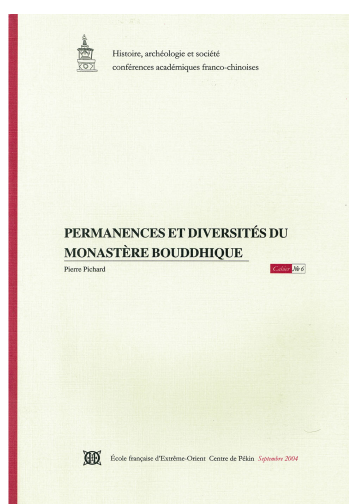 Histoire, archéologie et société
conférences académiques franco-chinoises
PERMANENCES ET DIVERSITÉS DU
MONASTÈRE BOUDDHIQUE
Pierre Pichard
Cahier № 6
École française d'Extrême-Orient Centre de Pékin Septembre 2004